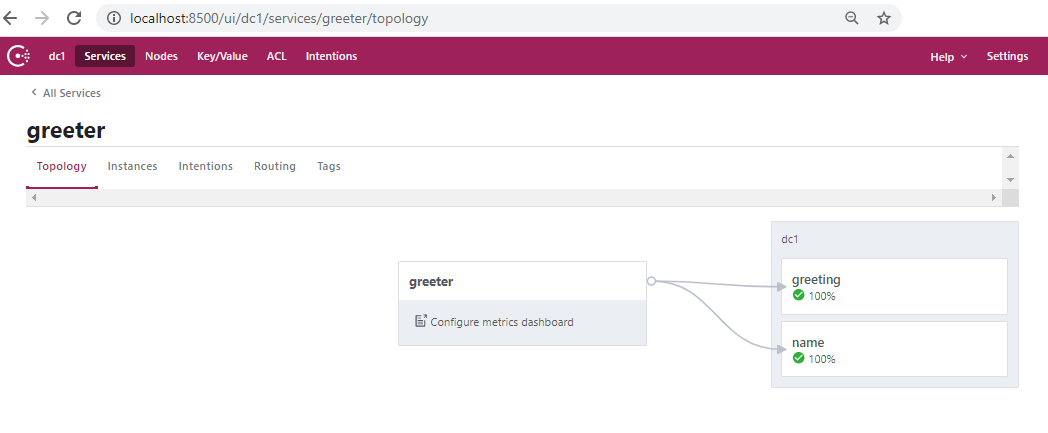 localhost:8500/ui/dc1/services/greeter/topology
dc1 Services Nodes Key/Value ACL Intentions Help Settings
All Services
greeter
Topology Instances Intentions Routing Tags
dc1
greeter
Configure metrics dashboard
greeting
100%
name
100%